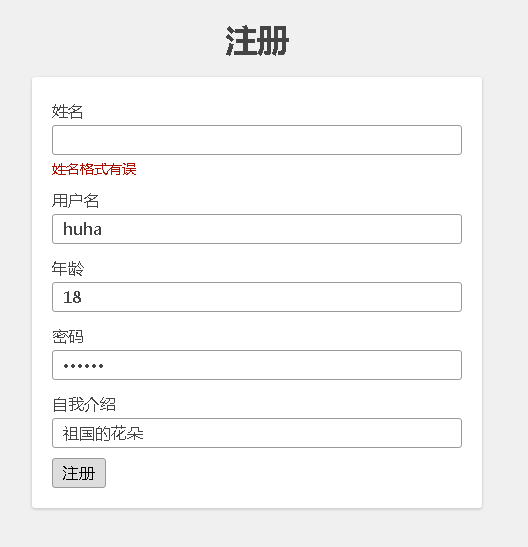 注册
姓名
姓名格式有误
用户名
huha
年龄
18
密码
••••••
自我介绍
祖国的花朵
注册